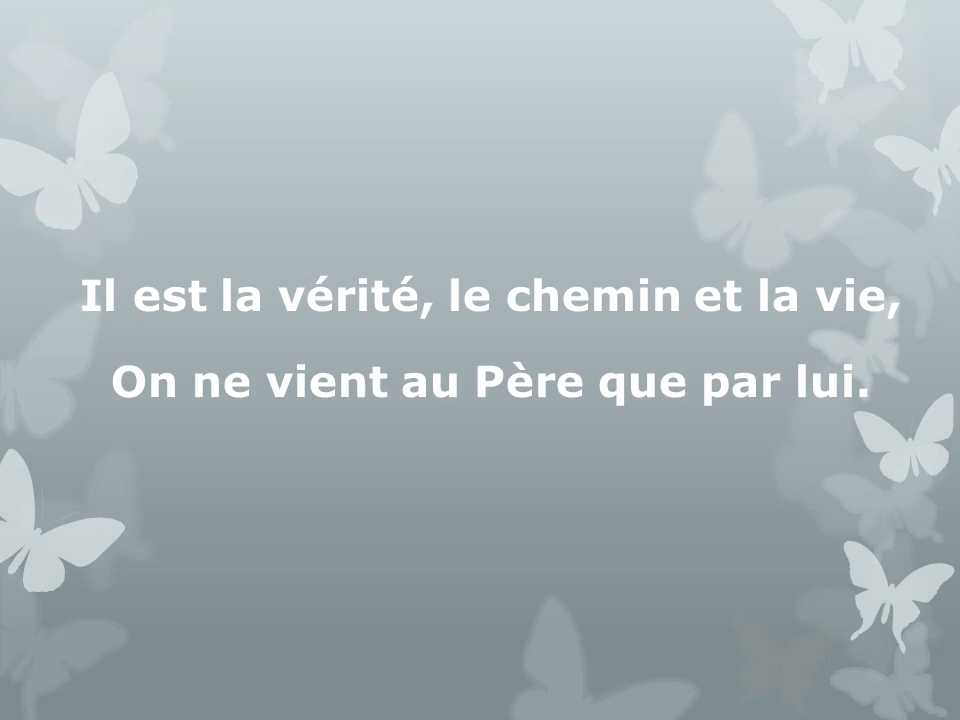 Il est la vérité, le chemin et la vie,
On ne vient au Père que par lui.